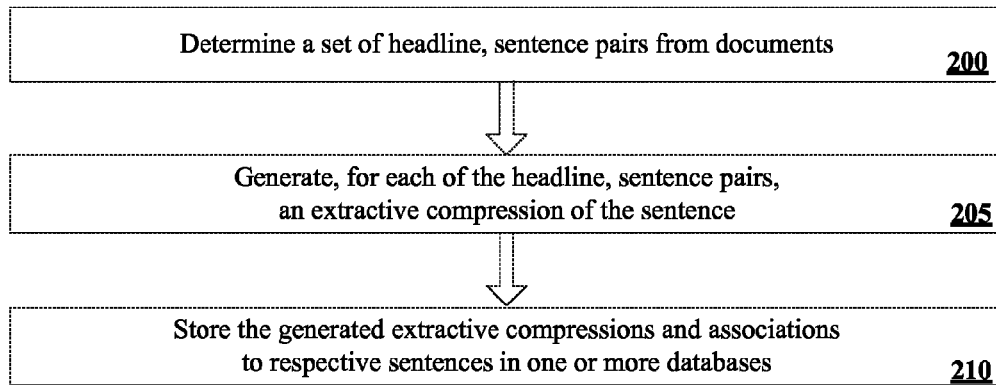 Determine a set of headline, sentence pairs from documents
200
Generate, for each of the headline, sentence pairs,
an extractive compression of the sentence
205
Store the generated extractive compressions and associations
to respective sentences in one or more databases
210